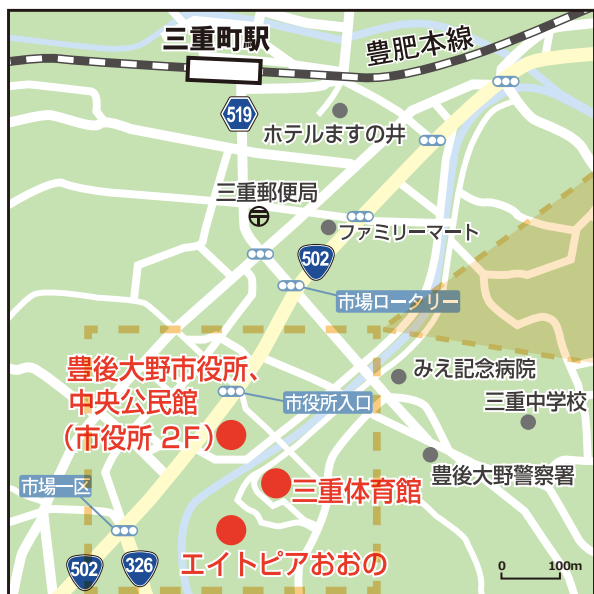 三重町駅
豊肥本線
519
ホテルますの井
三重郵便局
ファミリーマート
502
市場ロータリー
豊後大野市役所、
中央公民館
（市役所 2F）
市役所入口
みえ記念病院
三重中学校
豊後大野警察署
市場一区
三重体育館
エイトピアおおの
502
326
0 100m